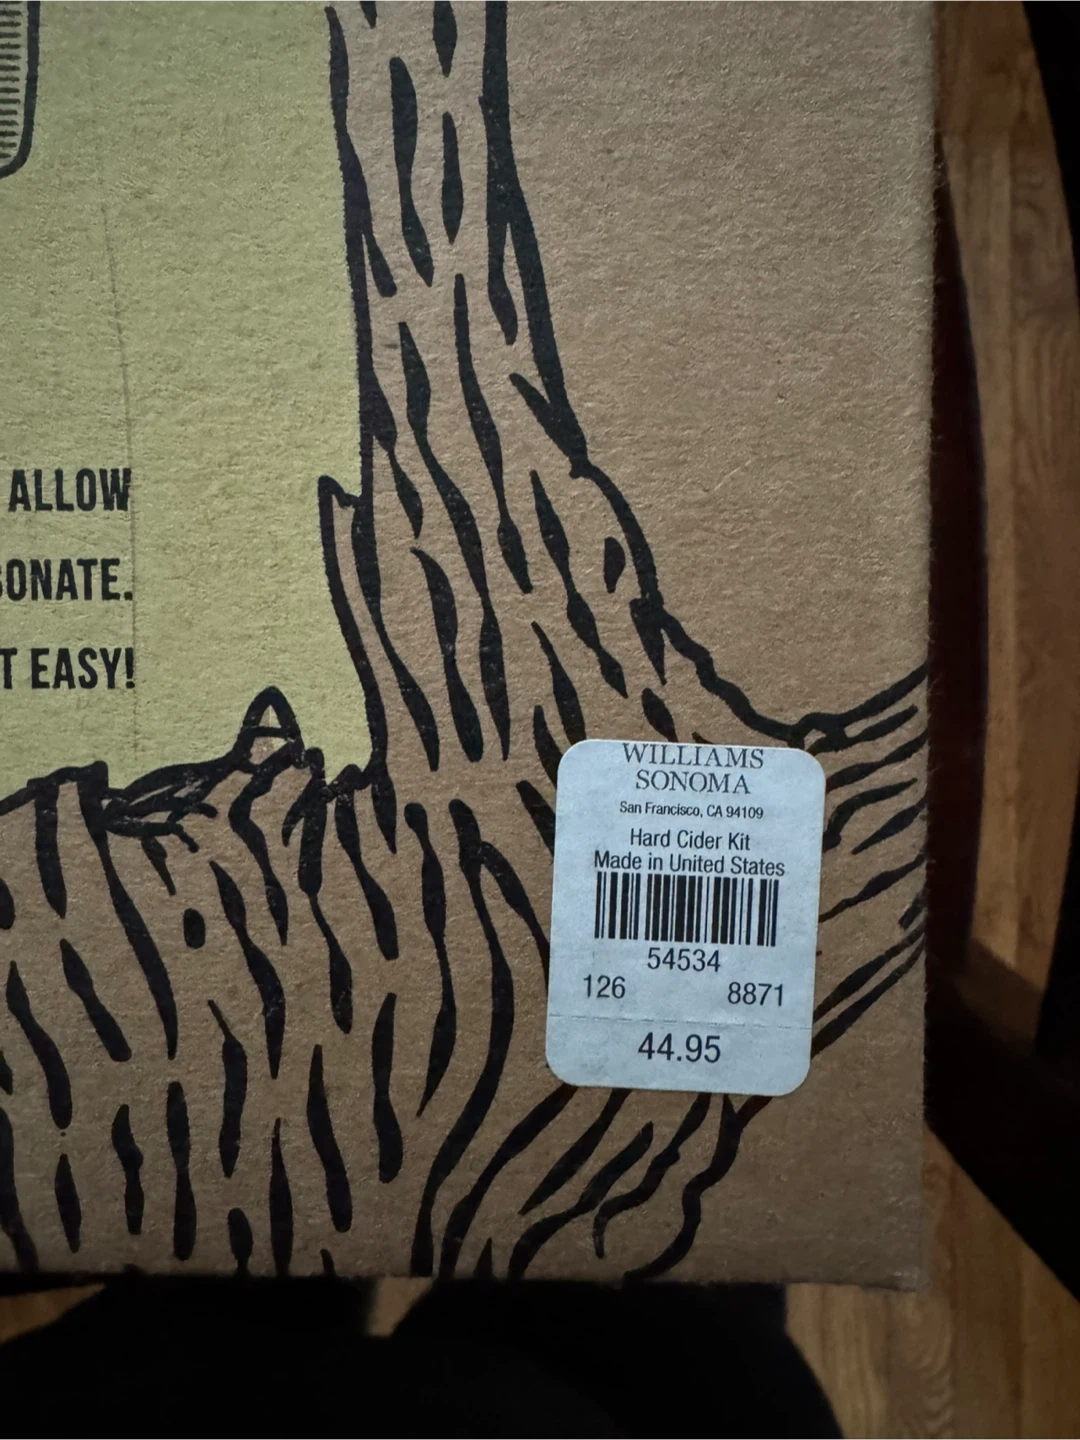 ALLOW
ONATE.
T EASY!
WILLIAMS
SONOMA
San Francisco, CA 94109
Hard Cider Kit
Made in United States
54534
126 8871
44.95